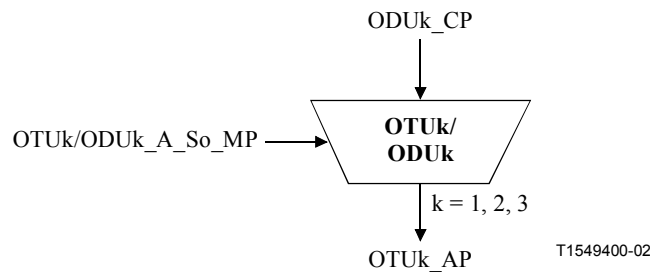 ODUk_CP
OTUk/ODUk_A_So_MP
OTUk/
ODUk
k = 1, 2, 3
OTUk_AP
T1549400-02